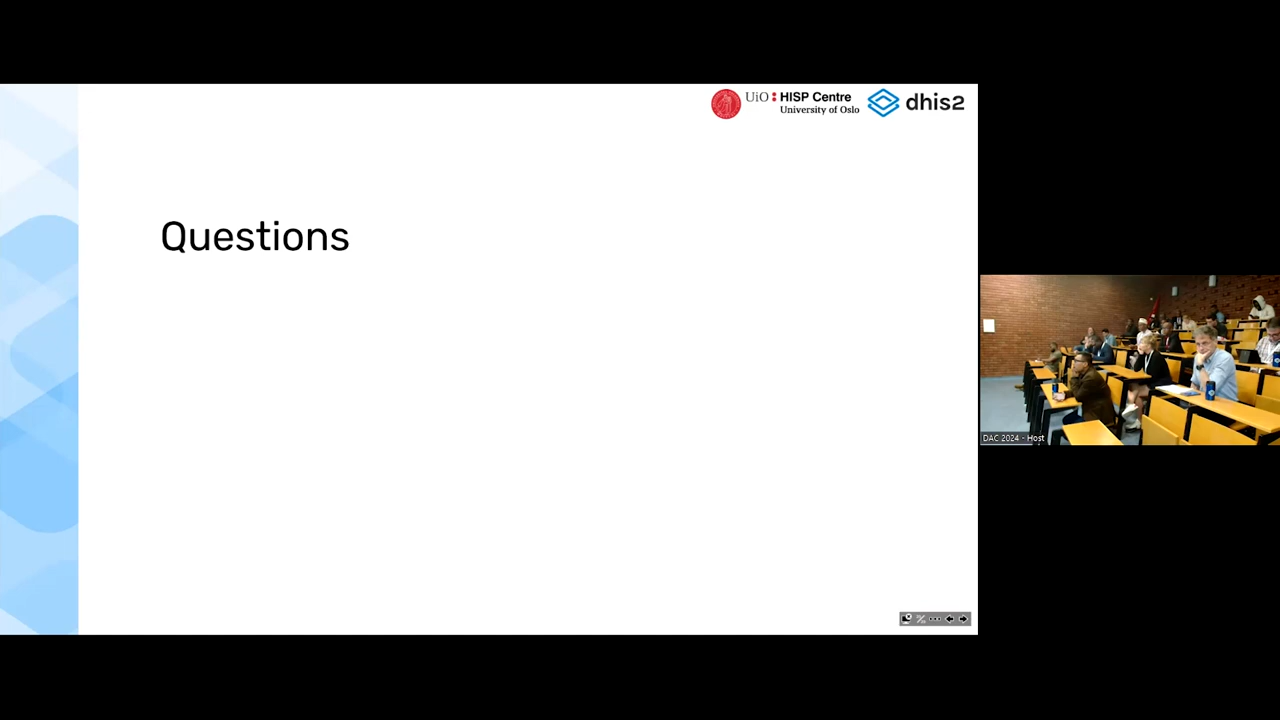 UiO HISP Centre
University of Oslo
dhis2
Questions
DAC 2024 - Host